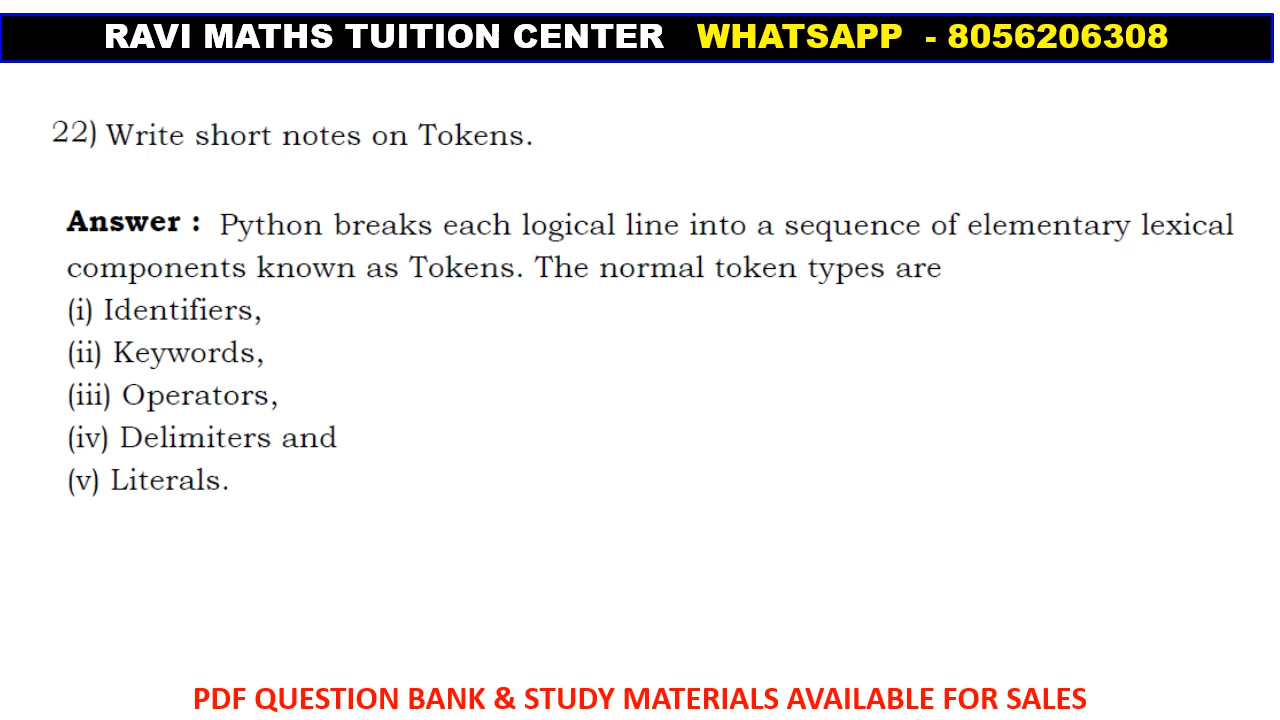 RAVI MATHS TUITION CENTER WHATSAPP - 8056206308
22) Write short notes on Tokens.
Answer : Python breaks each logical line into a sequence of elementary lexical
components known as Tokens. The normal token types are
(i) Identifiers,
(ii) Keywords,
(iii) Operators,
(iv) Delimiters and
(v) Literals.
PDF QUESTION BANK & STUDY MATERIALS AVAILABLE FOR SALES